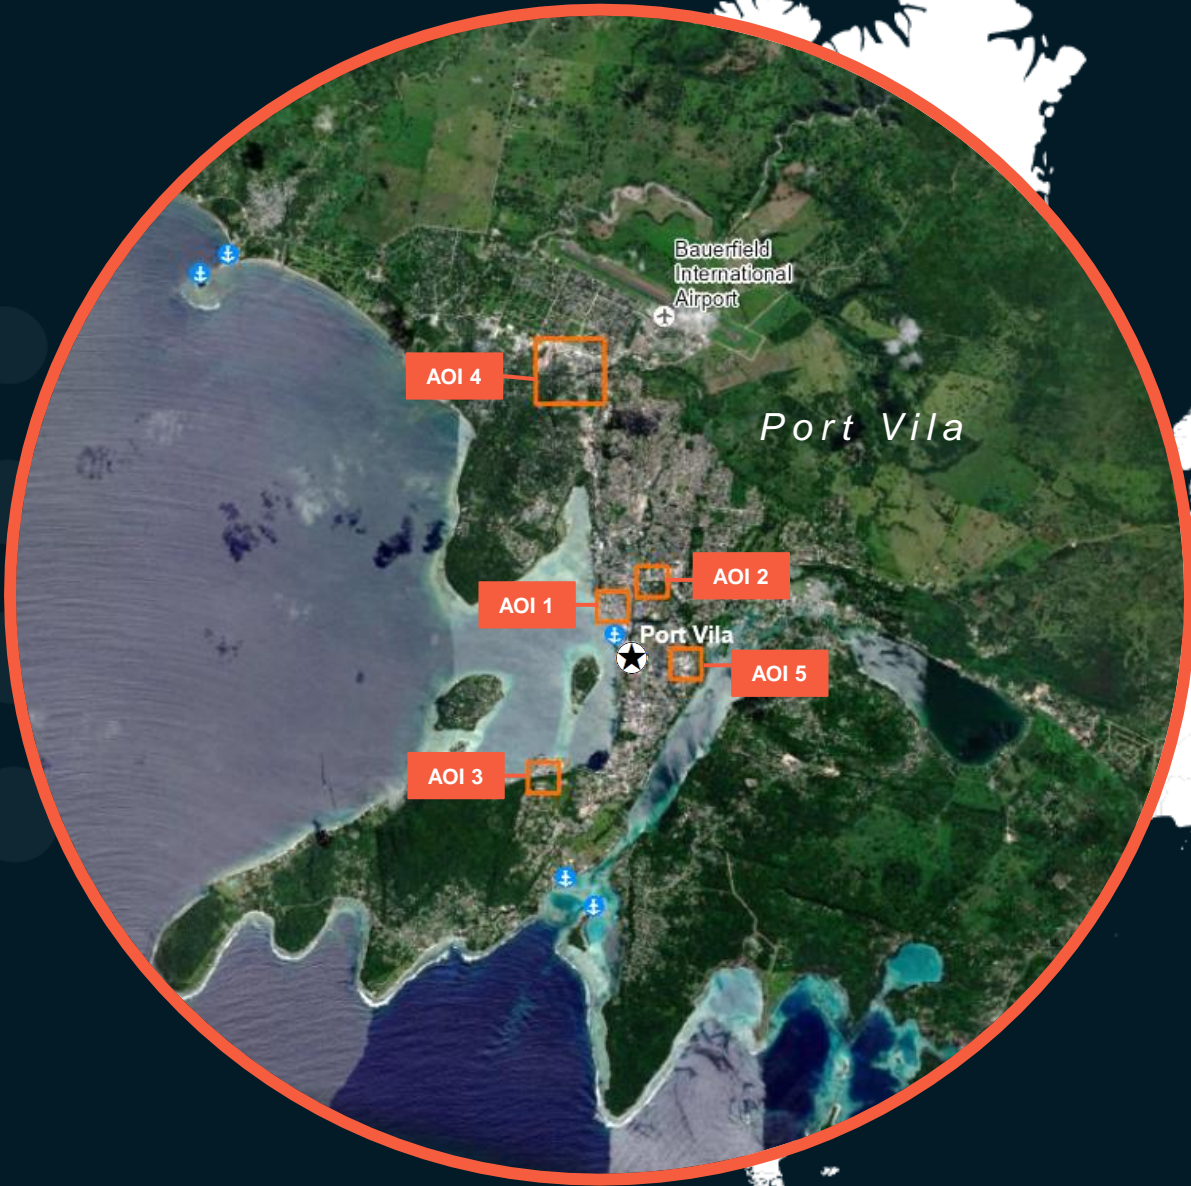 Bauerfield
International
Airport
AOI 4
Port Vila
AOI 2
AOI 1
Port Vila
AOI 5
AOI 3